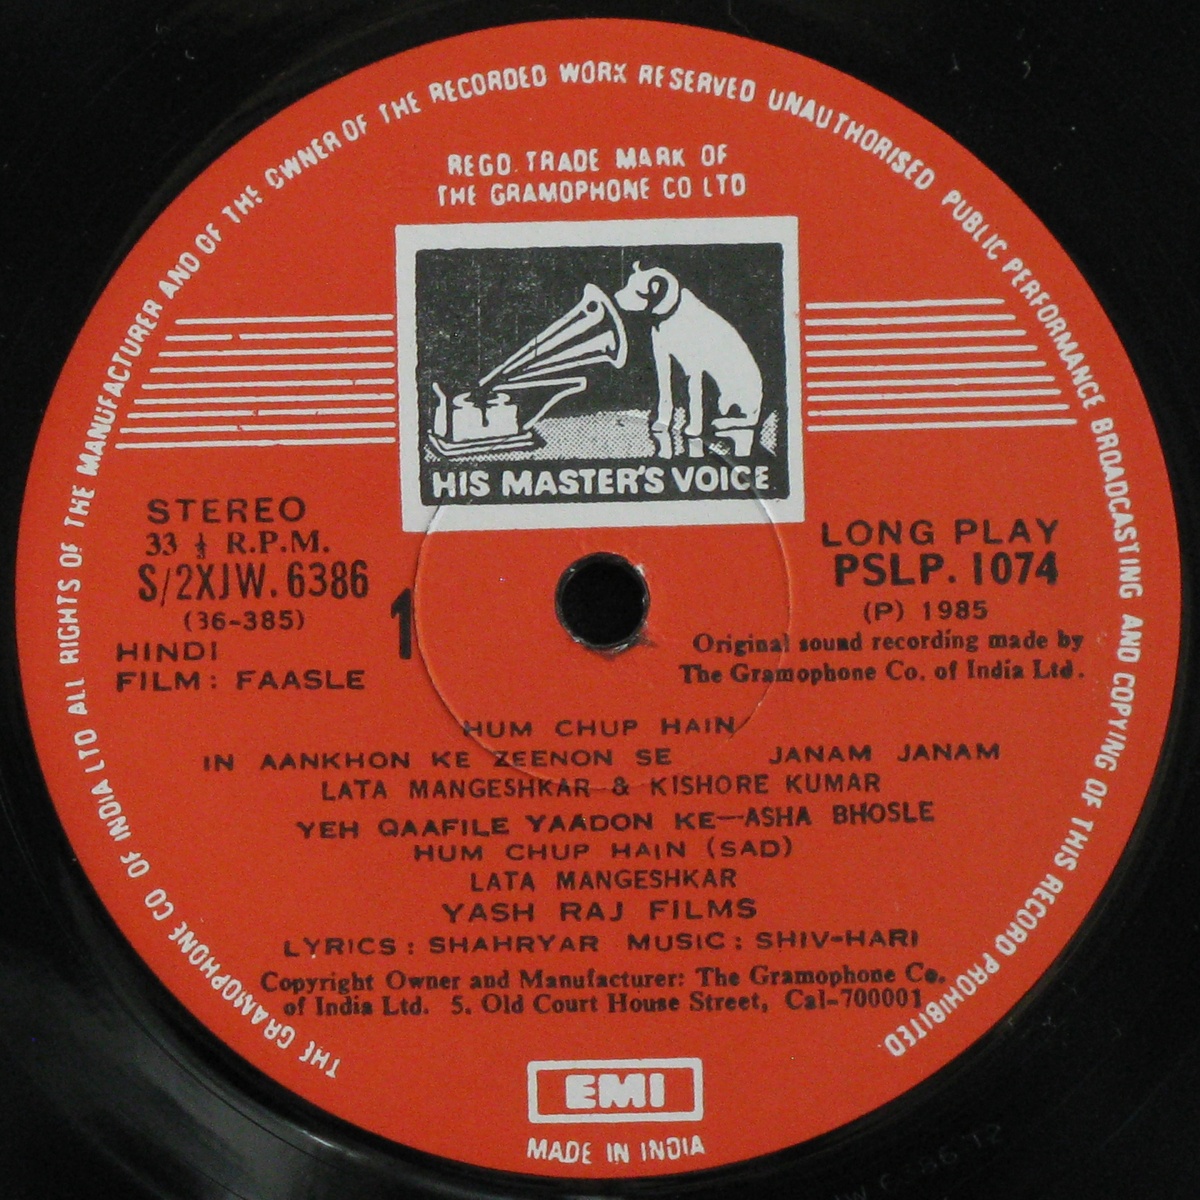 THE GRAMOPHONE CO OF INDIA LTD ALL RIGHTS OF THE MANUFACTURER AND OF THE OWNER OF THE RECORDED WORK RESERVED UNAUTHORISED PUBLIC PERFORMANCE BROADCASTING AND COPYING OF THIS RECORD PROHIBITED.
REGD. TRADE MARK OF
THE GRAMOPHONE CO LTD
HIS MASTER'S VOICE
STEREO
33 ⅓ R.P.M.
S/2XJW. 6386
(36-385)
1
HINDI
FILM: FAASLE
LONG PLAY
PSLP. 1074
(P) 1985
Original sound recording made by
The Gramophone Co. of India Ltd.
HUM CHUP HAIN
IN AANKHON KE ZEENON SE JANAM JANAM
LATA MANGESHKAR & KISHORE KUMAR
YEH QAAFILE YAADON KE—ASHA BHOSLE
HUM CHUP HAIN (SAD)
LATA MANGESHKAR
YASH RAJ FILMS
LYRICS: SHAHRYAR MUSIC: SHIV-HARI
Copyright Owner and Manufacturer: The Gramophone Co.
of India Ltd. 5, Old Court House Street, Cal-700001
EMI
MADE IN INDIA